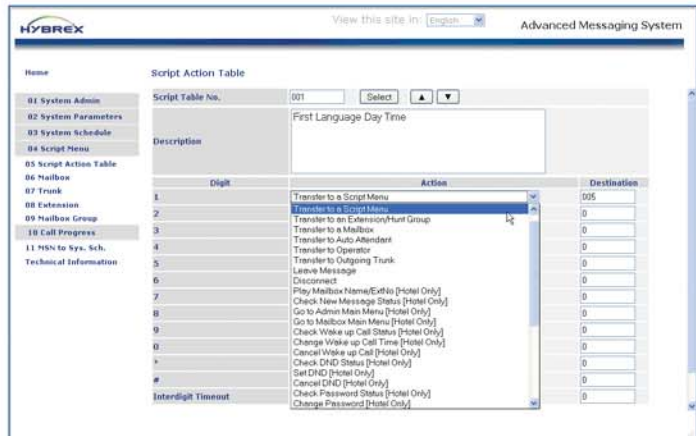 HYBREX
View this site in: English
Advanced Messaging System
Home
01 System Admin
02 System Parameters
03 System Schedule
04 Script Menu
05 Script Action Table
06 Mailbox
07 Trunk
08 Extension
09 Mailbox Group
10 Call Progress
11 MSN to Sys. Sch.
Technical Information
Script Action Table
Script Table No. 001 Select ▲ ▼
Description First Language Day Time
Digit Action Destination
1 Transfer to a Script Menu 005
2 0
3 0
4 0
5 0
6 0
7 0
8 0
9 0
0 0
* 0
# 0
Interdigit Timeout 0
Transfer to a Script Menu
Transfer to an Extension/Hunt Group
Transfer to a Mailbox
Transfer to Auto Attendant
Transfer to Operator
Transfer to Outgoing Trunk
Leave Message
Disconnect
Play Mailbox Name/ExtNo [Hotel Only]
Check New Message Status [Hotel Only]
Go to Admin Main Menu [Hotel Only]
Go to Mailbox Main Menu [Hotel Only]
Check Wake up Call Status [Hotel Only]
Change Wake up Call Time [Hotel Only]
Cancel Wake up Call [Hotel Only]
Check DND Status [Hotel Only]
Set DND [Hotel Only]
Cancel DND [Hotel Only]
Check Password Status [Hotel Only]
Change Password [Hotel Only]